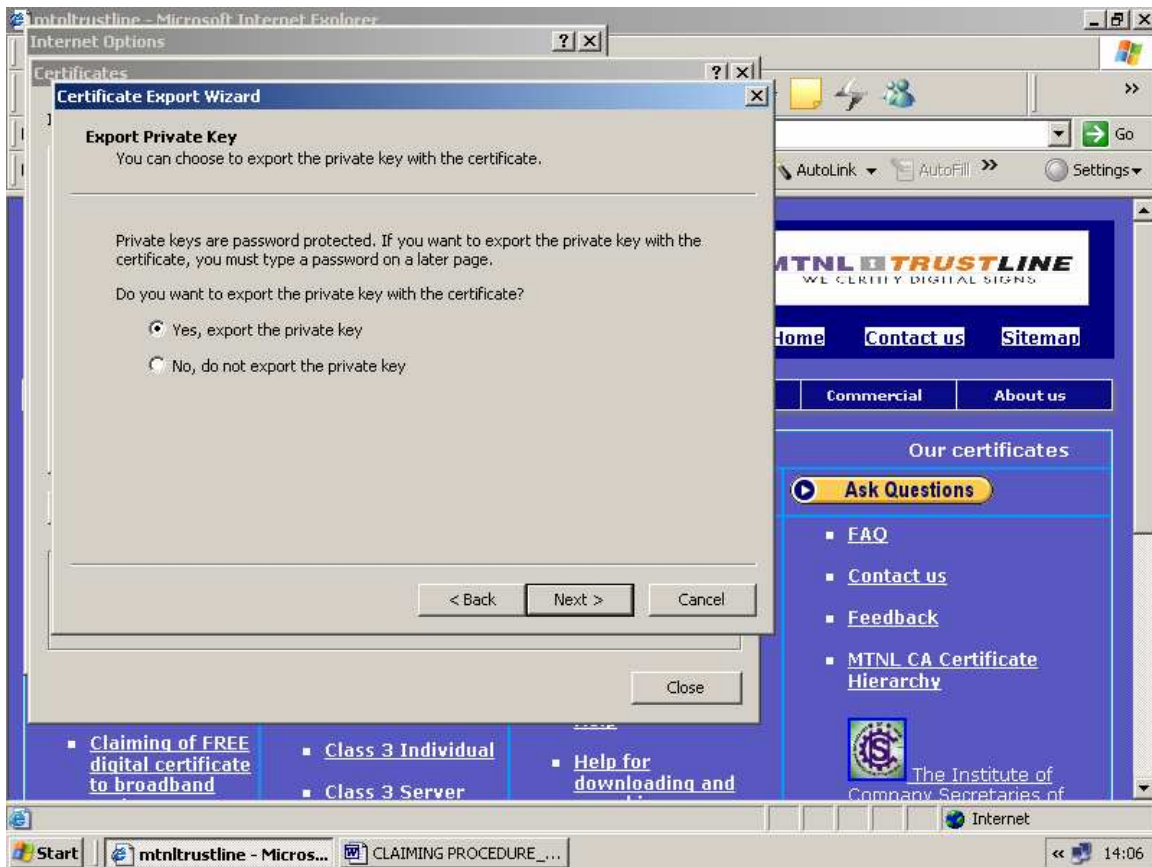 mtnltrustline - Microsoft Internet Explorer
Internet Options
Certificates
Certificate Export Wizard
Export Private Key
You can choose to export the private key with the certificate.
Private keys are password protected. If you want to export the private key with the
certificate, you must type a password on a later page.
Do you want to export the private key with the certificate?
Yes, export the private key
No, do not export the private key
< Back
Next >
Cancel
Close
Go
AutoLink
AutoFill
Settings
MTNL TRUSTLINE
WE CERTIFY DIGITAL SIGNS
Home
Contact us
Sitemap
Commercial
About us
Our certificates
Ask Questions
FAQ
Contact us
Feedback
MTNL CA Certificate
Hierarchy
The Institute of
Company Secretaries of
Claiming of FREE
digital certificate
to broadband
Class 3 Individual
Class 3 Server
Help for
downloading and
Internet
Start
mtnltrustline - Micros...
CLAIMING PROCEDURE_...
14:06